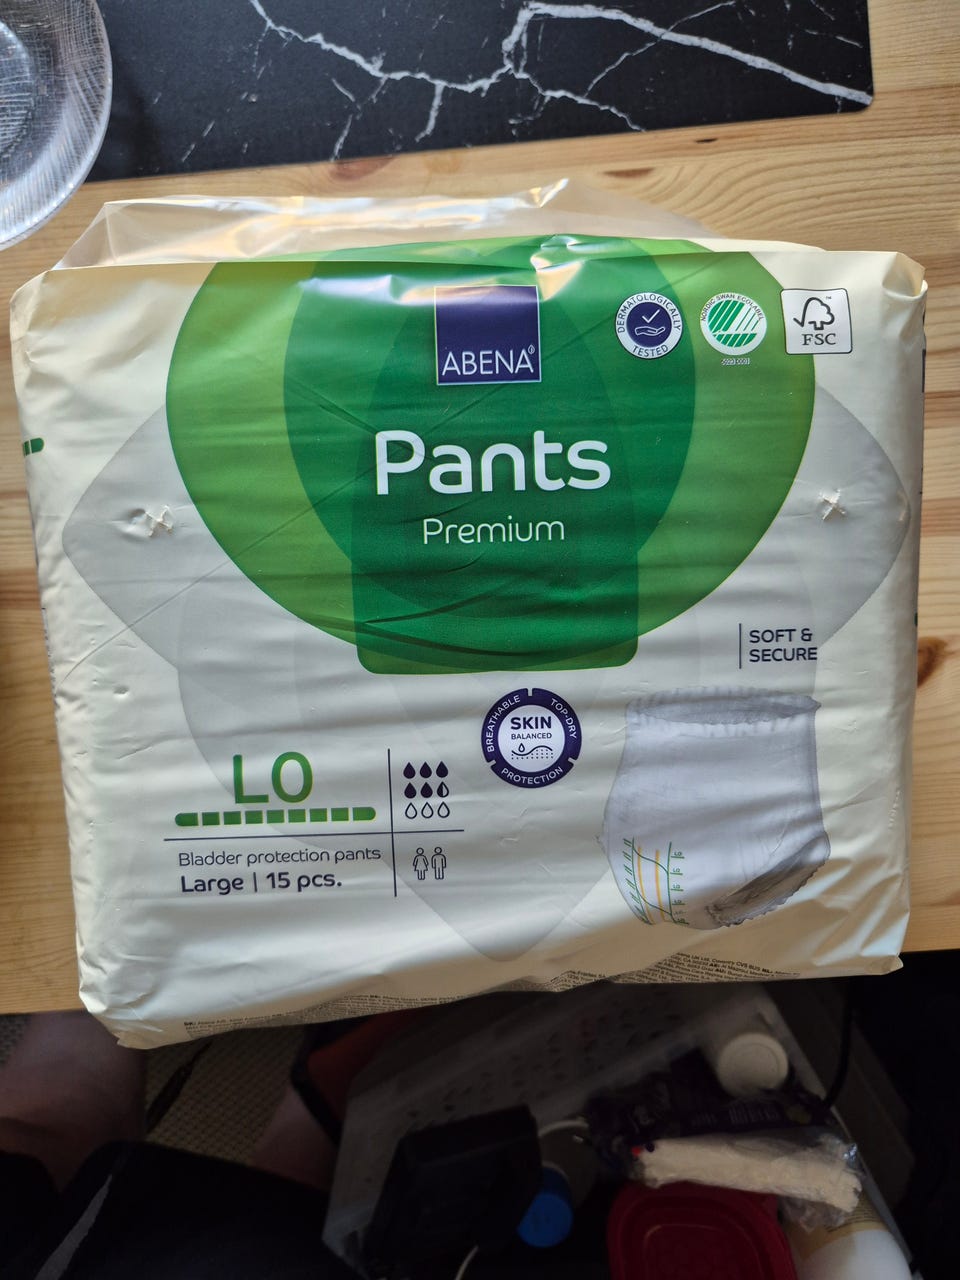 ABENA
DERMATOLOGICALLY
TESTED
NORDIC SWAN ECOLABEL
FSC
Pants
Premium
SOFT &
SECURE
BREATHABLE
TOP-DRY
SKIN
BALANCED
PROTECTION
L0
Bladder protection pants
Large | 15 pcs.